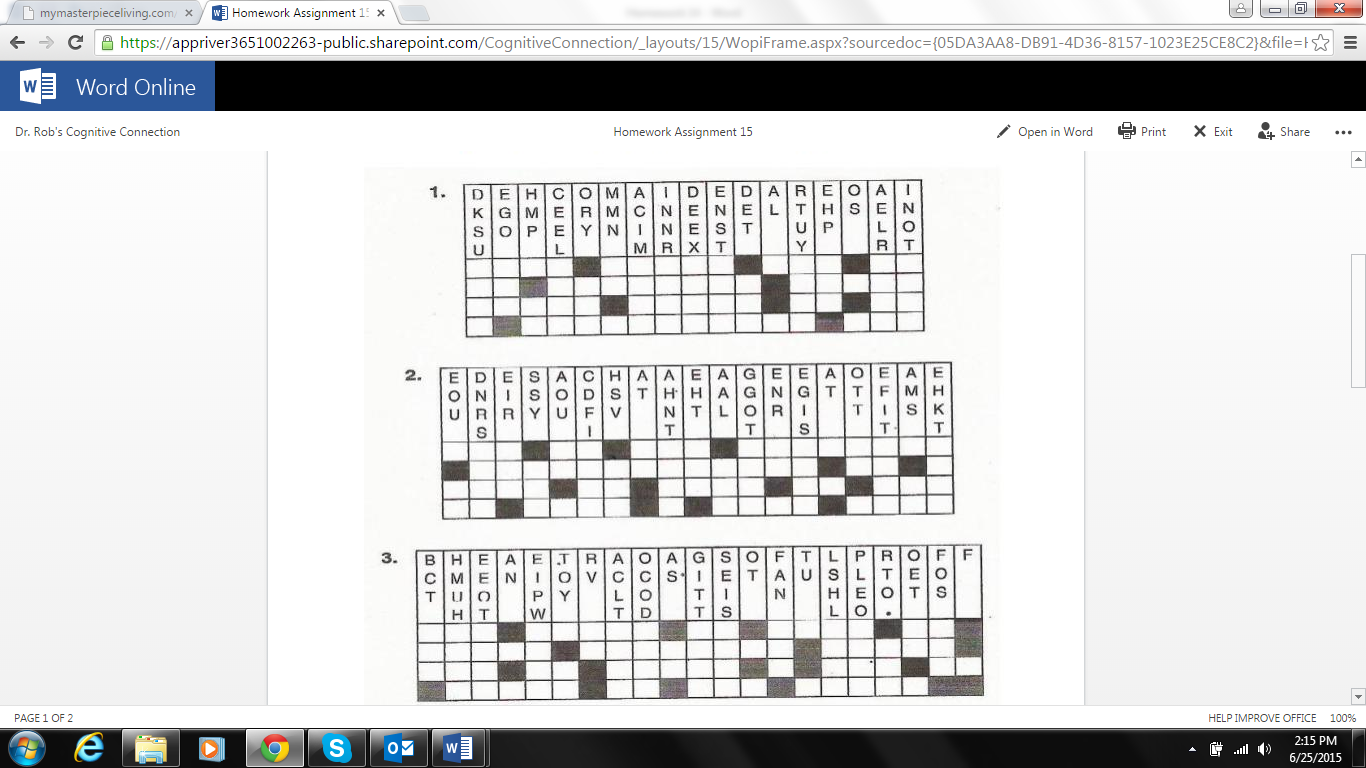 mymasterpieceliving.com/
Homework Assignment 15
https://appriver3651002263-public.sharepoint.com/CognitiveConnection/_layouts/15/WopiFrame.aspx?sourcedoc={05DA3AA8-DB91-4D36-8157-1023E25CE8C2}&file=H
Word Online
Dr. Rob's Cognitive Connection
Homework Assignment 15
Open in Word
Print
Exit
Share
1.
D E H C O M A I D E D A R E O A I
K G M E R M C N E N E L T H S E N
S O P E Y N I N E S T U P L O
U L M R X T Y R T
2.
E D E S A C H A A E A G E E A O E A E
O N I S O D S T H H A G N G T T F M H
U R R Y U F V N T L O R I T I S K
S I T T S T T
3.
B H E A E T R A O A G S O F T L P R O F F
C M E N I O V C C S I E T A U S L T E O
T U O P Y L O T I N H E O T S
H T W T D T S L O
PAGE 1 OF 2
HELP IMPROVE OFFICE
100%
2:15 PM
6/25/2015